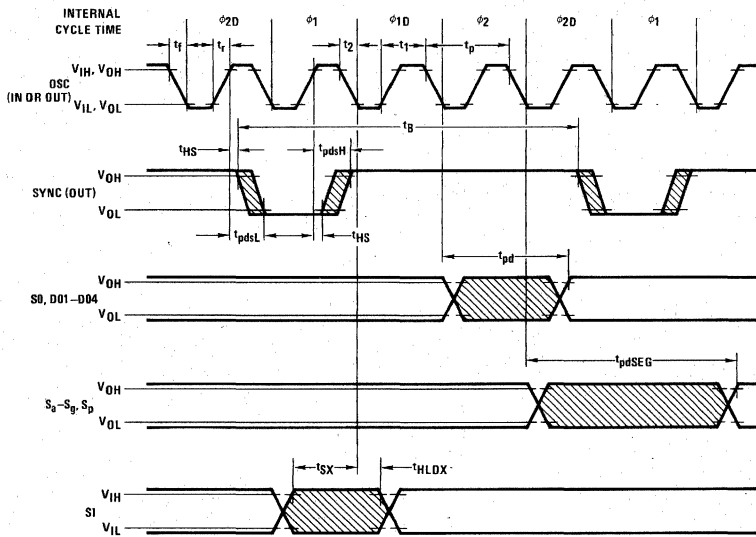 INTERNAL
CYCLE TIME
ϕ2D ϕ1 ϕ1D ϕ2 ϕ2D ϕ1
tf tr t2 t1 tp
VIH, VOH
OSC
(IN OR OUT)
VIL, VOL
tB
tHS tpdsH
VOH
SYNC (OUT)
VOL
tpdsL tHS
tpd
VOH
S0, D01–D04
VOL
tpdSEG
VOH
Sa–Sg, Sp
VOL
tSX tHLDX
VIH
SI
VIL